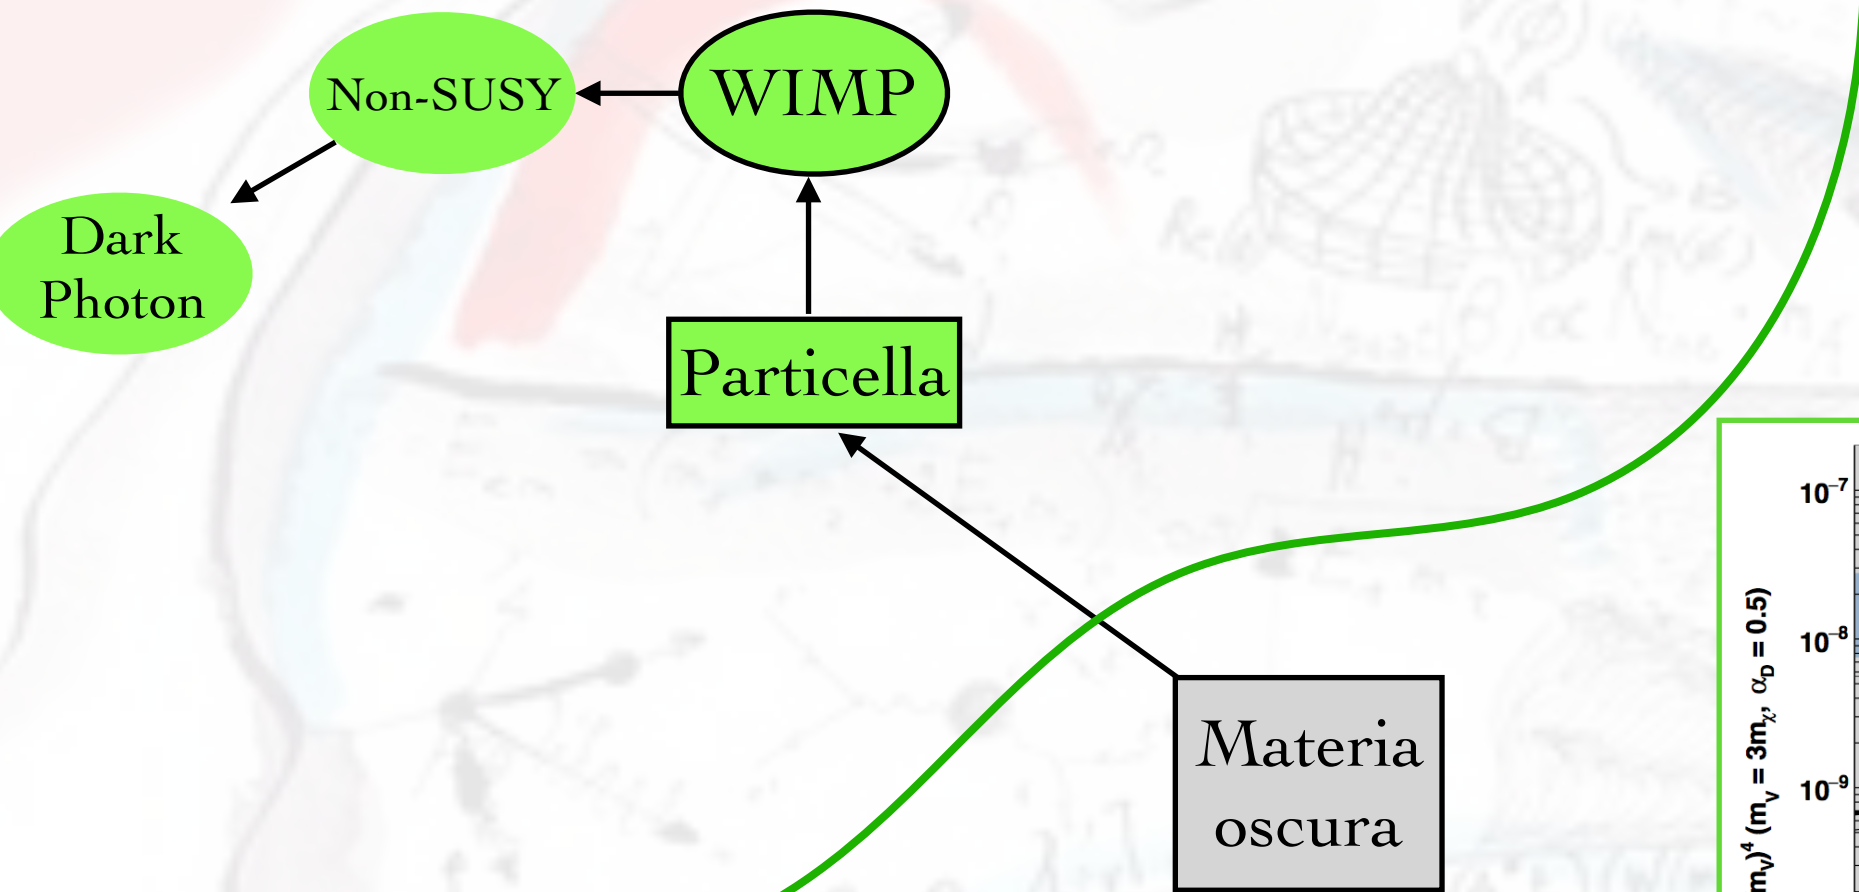 Non-SUSY
WIMP
Dark
Photon
Particella
Materia
oscura
10⁻⁷
10⁻⁸
10⁻⁹
m_V)⁴ (m_V = 3m_χ, α_D = 0.5)